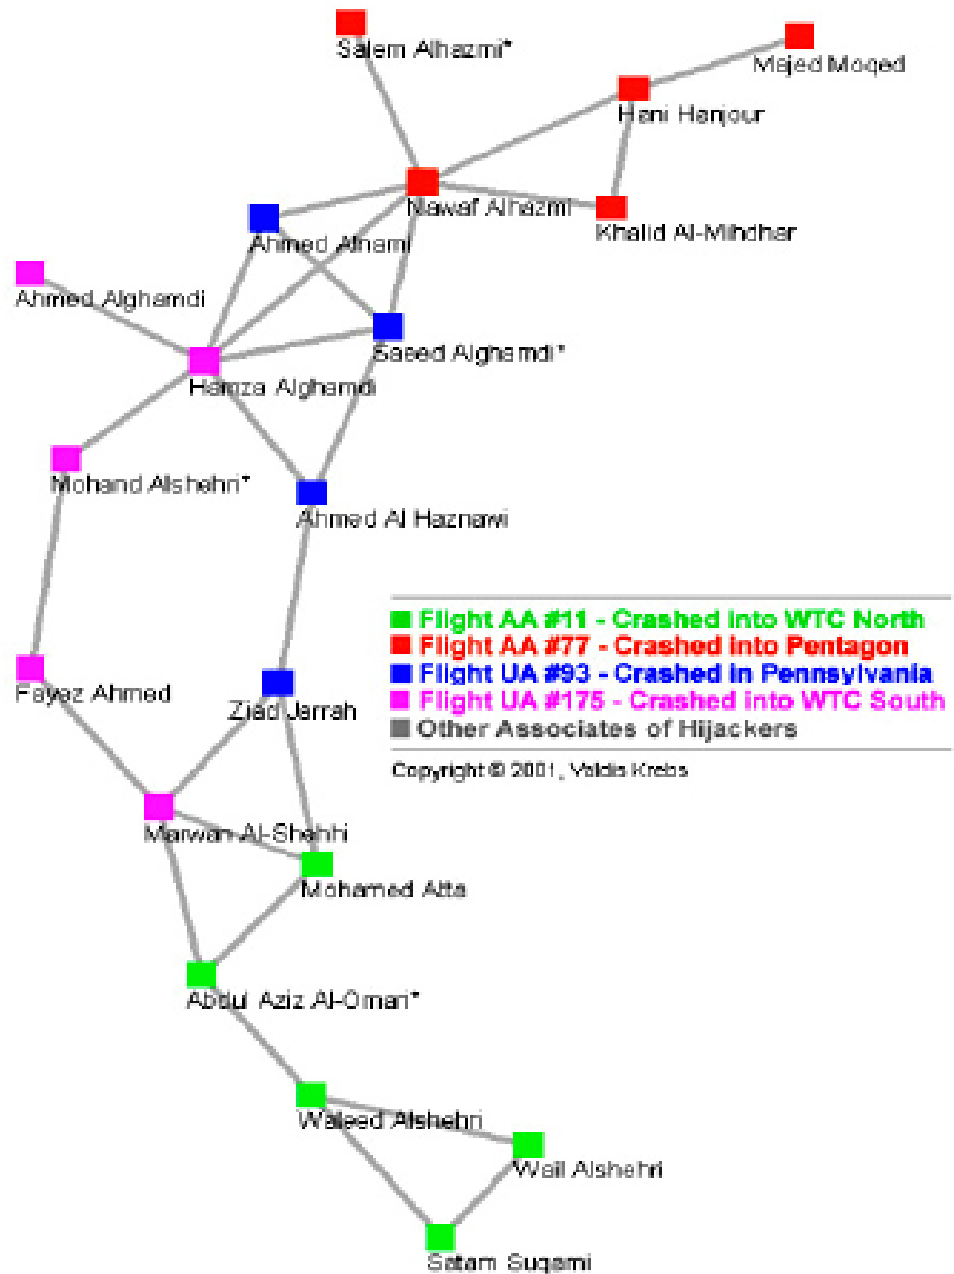 Salem Alhazmi*
Majed Moqed
Hani Hanjour
Nawaf Alhazmi
Khalid Al-Mihdhar
Ahmed Alnami
Ahmed Alghamdi
Saeed Alghamdi*
Hamza Alghamdi
Mohand Alshehri*
Ahmed Al Haznawi
Flight AA #11 - Crashed into WTC North
Flight AA #77 - Crashed into Pentagon
Flight UA #93 - Crashed in Pennsylvania
Flight UA #175 - Crashed into WTC South
Other Associates of Hijackers
Copyright © 2001, Valdis Krebs
Fayez Ahmed
Ziad Jarrah
Marwan Al-Shehhi
Mohamed Atta
Abdul Aziz Al-Omari*
Waleed Alshehri
Wail Alshehri
Satam Suqami